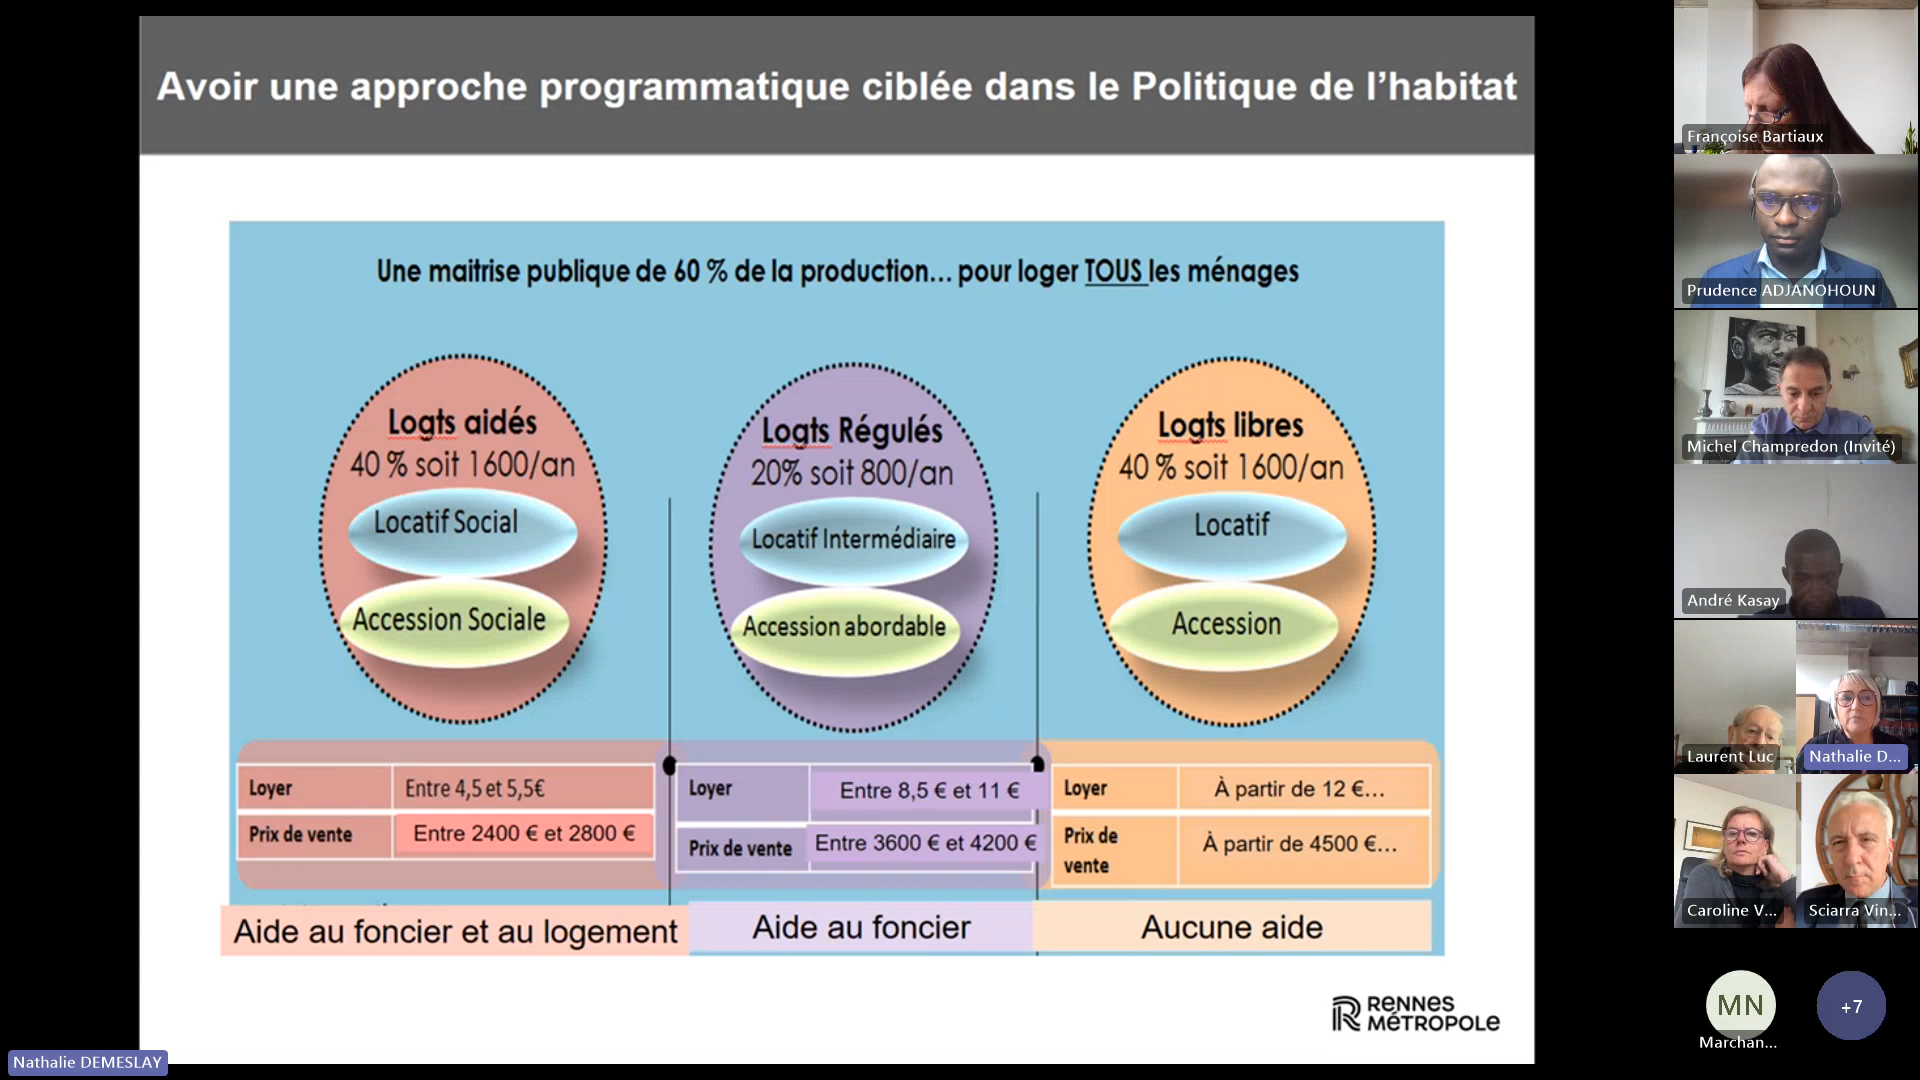 Avoir une approche programmatique ciblée dans le Politique de l’habitat
Une maitrise publique de 60 % de la production... pour loger TOUS les ménages
Logts aidés
40 % soit 1600/an
Locatif Social
Accession Sociale
Logts Régulés
20% soit 800/an
Locatif Intermédiaire
Accession abordable
Logts libres
40 % soit 1600/an
Locatif
Accession
Loyer
Entre 4,5 et 5,5€
Prix de vente
Entre 2400 € et 2800 €
Loyer
Entre 8,5 € et 11 €
Prix de vente
Entre 3600 € et 4200 €
Loyer
À partir de 12 €...
Prix de
vente
À partir de 4500 €...
Aide au foncier et au logement
Aide au foncier
Aucune aide
RENNES
MÉTROPOLE
Nathalie DEMESLAY
Françoise Bartiaux
Prudence ADJANOHOUN
Michel Champredon (Invité)
André Kasay
Laurent Luc
Nathalie D...
Caroline V...
Sciarra Vin...
MN
Marchan...
+7